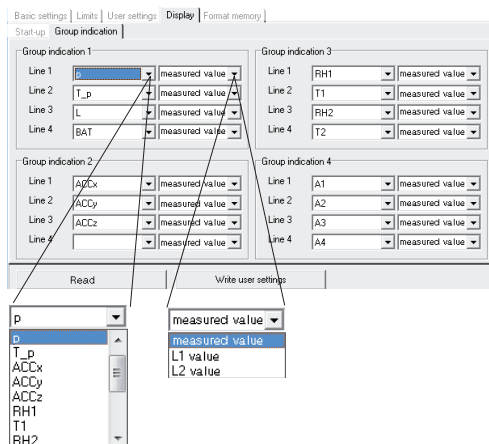 Basic settings Limits User settings Display Format memory
Start-up Group indication
Group indication 1
Line 1 p measured value
Line 2 T_p measured value
Line 3 L measured value
Line 4 BAT measured value
Group indication 3
Line 1 RH1 measured value
Line 2 T1 measured value
Line 3 RH2 measured value
Line 4 T2 measured value
Group indication 2
Line 1 ACCx measured value
Line 2 ACCy measured value
Line 3 ACCz measured value
Line 4 measured value
Group indication 4
Line 1 A1 measured value
Line 2 A2 measured value
Line 3 A3 measured value
Line 4 A4 measured value
Read Write user settings
p
p
T_p
ACCx
ACCy
ACCz
RH1
T1
RH2
measured value
measured value
L1 value
L2 value